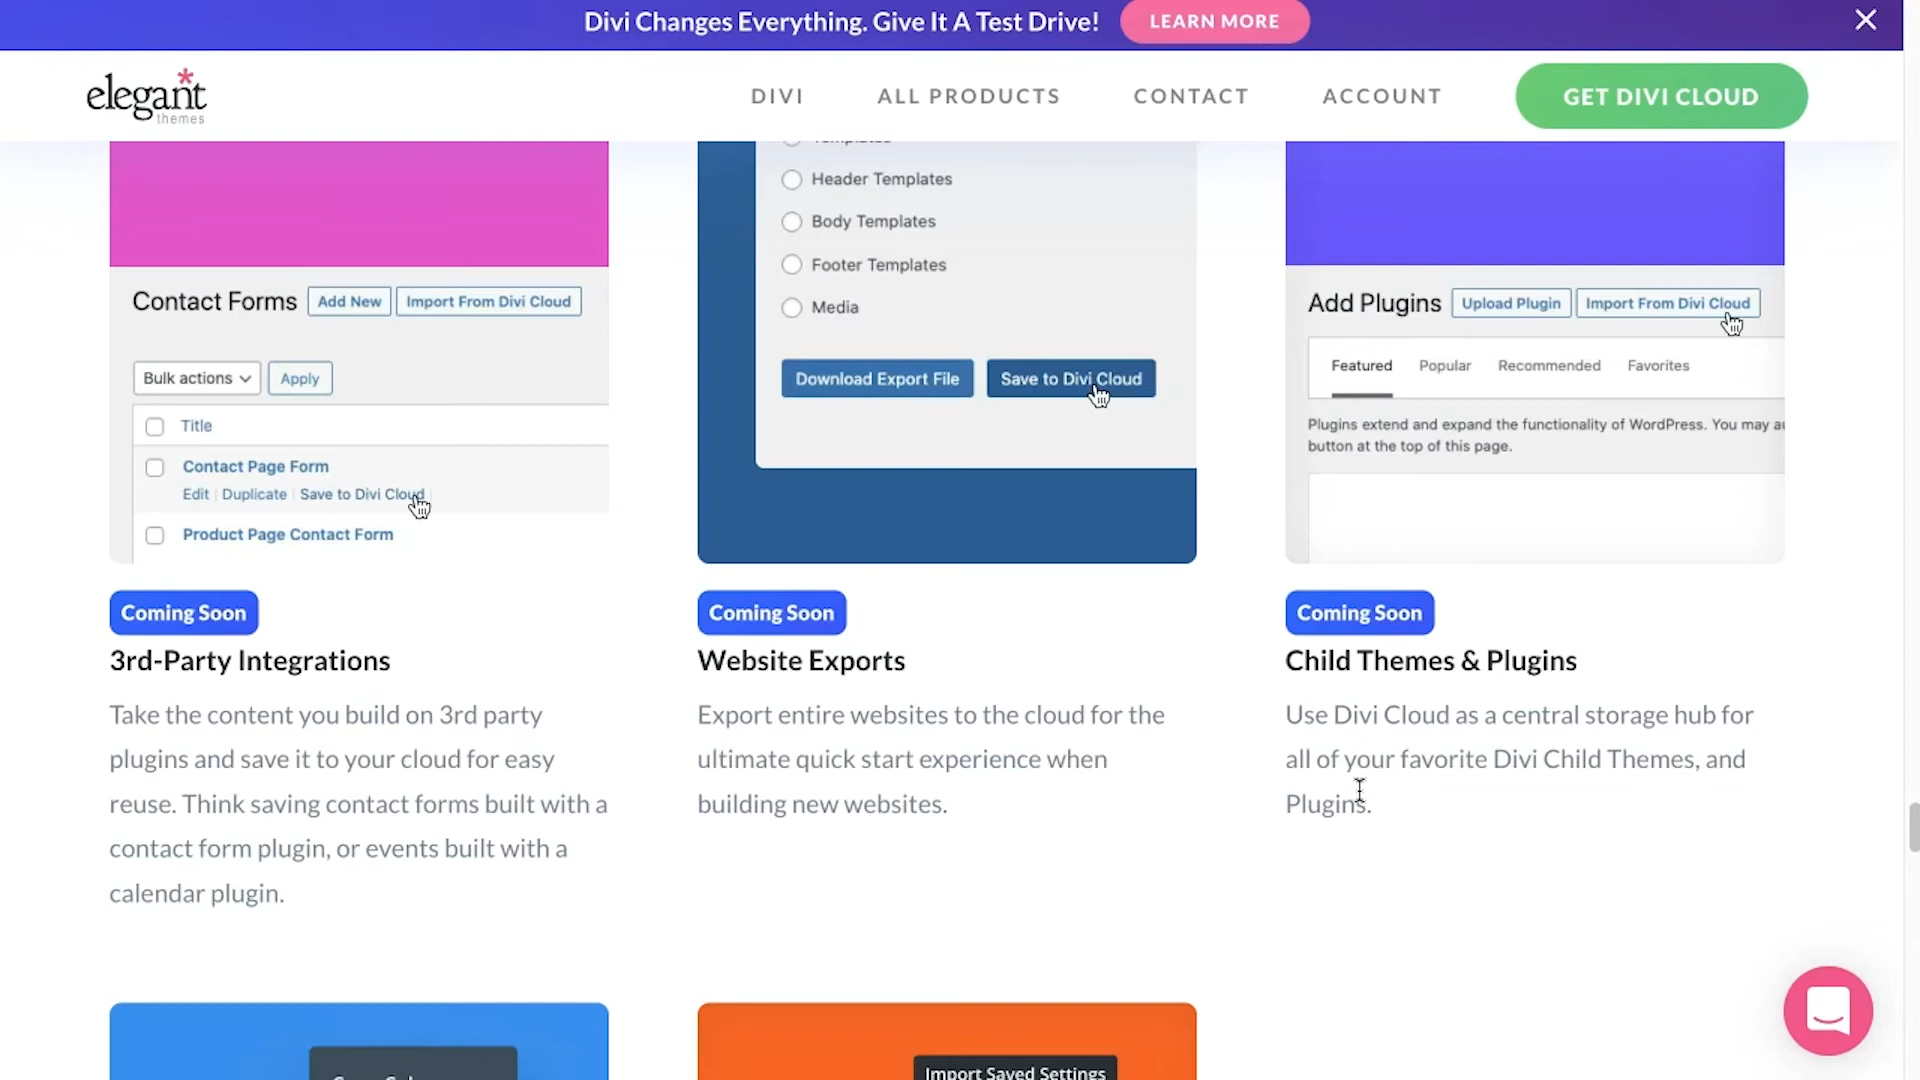 Divi Changes Everything. Give It A Test Drive!
LEARN MORE
elegant
themes
DIVI
ALL PRODUCTS
CONTACT
ACCOUNT
GET DIVI CLOUD
Contact Forms
Add New
Import From Divi Cloud
Bulk actions
Apply
Title
Contact Page Form
Edit | Duplicate | Save to Divi Cloud
Product Page Contact Form
Templates
Header Templates
Body Templates
Footer Templates
Media
Download Export File
Save to Divi Cloud
Add Plugins
Upload Plugin
Import From Divi Cloud
Featured
Popular
Recommended
Favorites
Plugins extend and expand the functionality of WordPress. You may
button at the top of this page.
Coming Soon
3rd-Party Integrations
Take the content you build on 3rd party
plugins and save it to your cloud for easy
reuse. Think saving contact forms built with a
contact form plugin, or events built with a
calendar plugin.
Coming Soon
Website Exports
Export entire websites to the cloud for the
ultimate quick start experience when
building new websites.
Coming Soon
Child Themes & Plugins
Use Divi Cloud as a central storage hub for
all of your favorite Divi Child Themes, and
Plugins.
Import Saved Settings